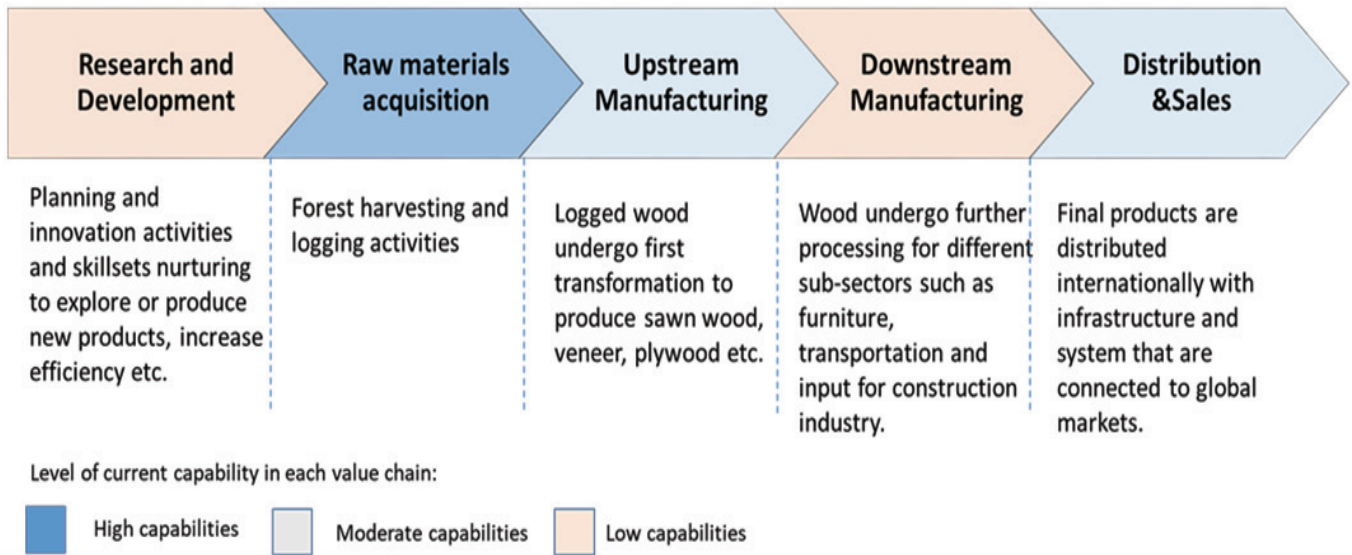 Research and
Development
Raw materials
acquisition
Upstream
Manufacturing
Downstream
Manufacturing
Distribution
&Sales
Planning and
innovation activities
and skillsets nurturing
to explore or produce
new products, increase
efficiency etc.
Forest harvesting and
logging activities
Logged wood
undergo first
transformation to
produce sawn wood,
veneer, plywood etc.
Wood undergo further
processing for different
sub-sectors such as
furniture,
transportation and
input for construction
industry.
Final products are
distributed
internationally with
infrastructure and
system that are
connected to global
markets.
Level of current capability in each value chain:
High capabilities
Moderate capabilities
Low capabilities